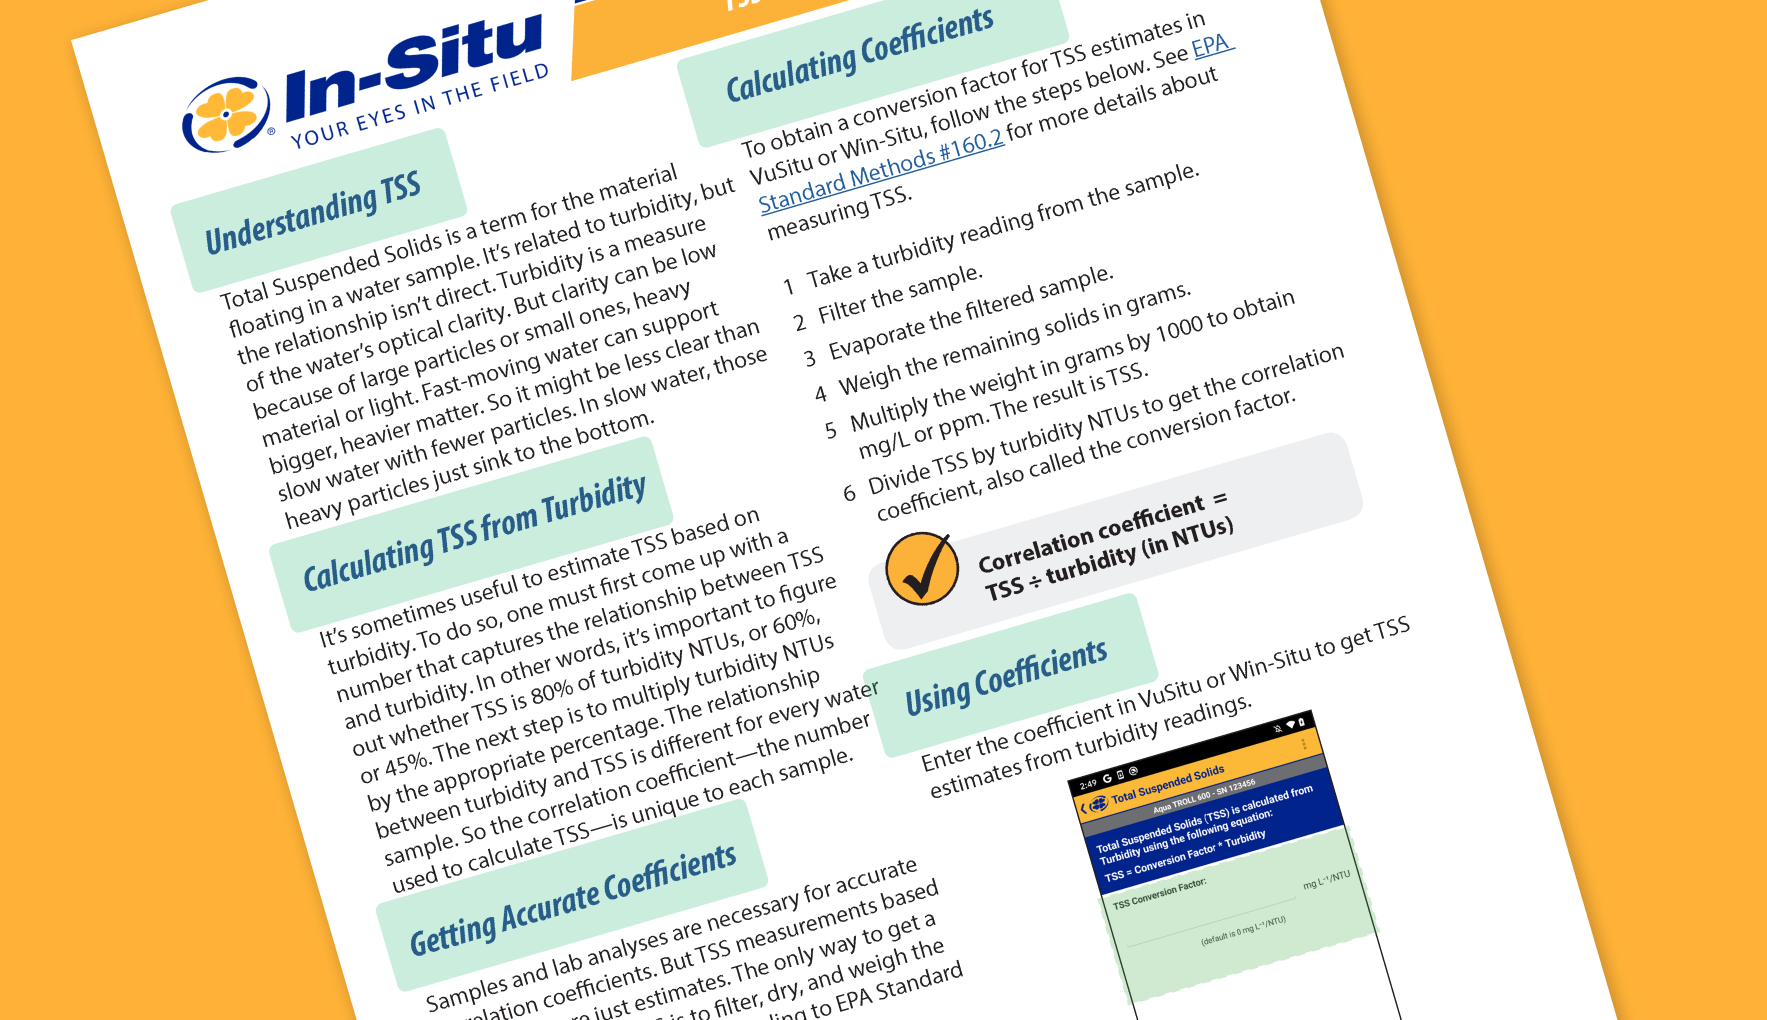 In-Situ
®
YOUR EYES IN THE FIELD
Understanding TSS
Total Suspended Solids is a term for the material
floating in a water sample. It’s related to turbidity, but
the relationship isn’t direct. Turbidity is a measure
of the water’s optical clarity. But clarity can be low
because of large particles or small ones, heavy
material or light. Fast-moving water can support
bigger, heavier matter. So it might be less clear than
slow water with fewer particles. In slow water, those
heavy particles just sink to the bottom.
Calculating TSS from Turbidity
It’s sometimes useful to estimate TSS based on
turbidity. To do so, one must first come up with a
number that captures the relationship between TSS
and turbidity. In other words, it’s important to figure
out whether TSS is 80% of turbidity NTUs, or 60%,
or 45%. The next step is to multiply turbidity NTUs
by the appropriate percentage. The relationship
between turbidity and TSS is different for every water
sample. So the correlation coefficient—the number
used to calculate TSS—is unique to each sample.
Getting Accurate Coefficients
Samples and lab analyses are necessary for accurate
coefficients. But TSS measurements based
just estimates. The only way to get a
is to filter, dry, and weigh the
to EPA Standard
Calculating Coefficients
To obtain a conversion factor for TSS estimates in
VuSitu or Win-Situ, follow the steps below. See EPA
Standard Methods #160.2 for more details about
measuring TSS.
1 Take a turbidity reading from the sample.
2 Filter the sample.
3 Evaporate the filtered sample.
4 Weigh the remaining solids in grams.
5 Multiply the weight in grams by 1000 to obtain
mg/L or ppm. The result is TSS.
6 Divide TSS by turbidity NTUs to get the correlation
coefficient, also called the conversion factor.
Correlation coefficient =
TSS ÷ turbidity (in NTUs)
Using Coefficients
Enter the coefficient in VuSitu or Win-Situ to get TSS
estimates from turbidity readings.
2:49
Total Suspended Solids
Aqua TROLL 600 - SN 123456
Total Suspended Solids (TSS) is calculated from
Turbidity using the following equation:
TSS = Conversion Factor * Turbidity
TSS Conversion Factor:
mg L⁻¹/NTU
(default is 0 mg L⁻¹/NTU)